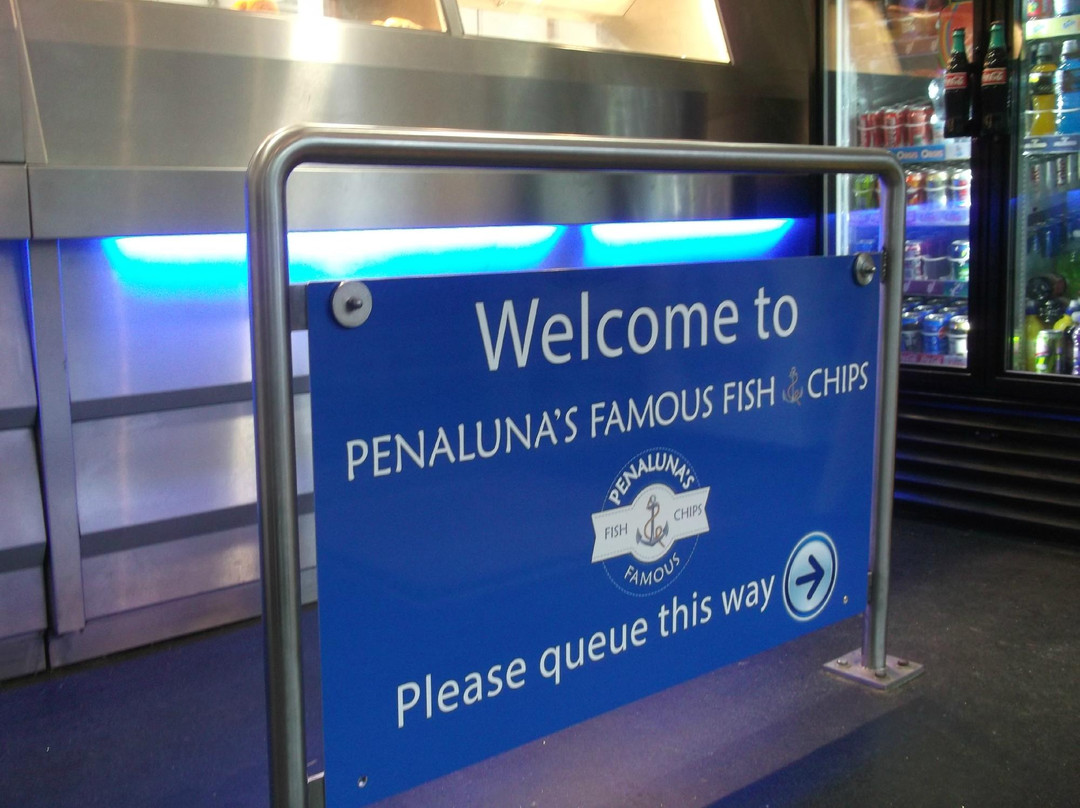 Welcome to
PENALUNA'S FAMOUS FISH CHIPS
PENALUNA'S
FISH CHIPS
FAMOUS
Please queue this way